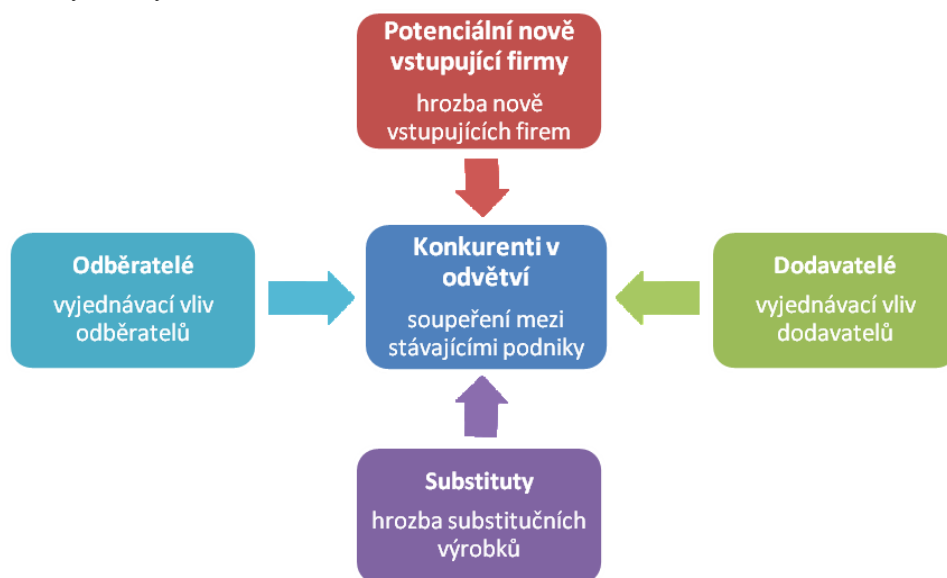 Potenciální nově
vstupující firmy
hrozba nově
vstupujících firem
Odběratelé
vyjednávací vliv
odběratelů
Konkurenti v
odvětví
soupeření mezi
stávajícími podniky
Dodavatelé
vyjednávací vliv
dodavatelů
Substituty
hrozba substitučních
výrobků